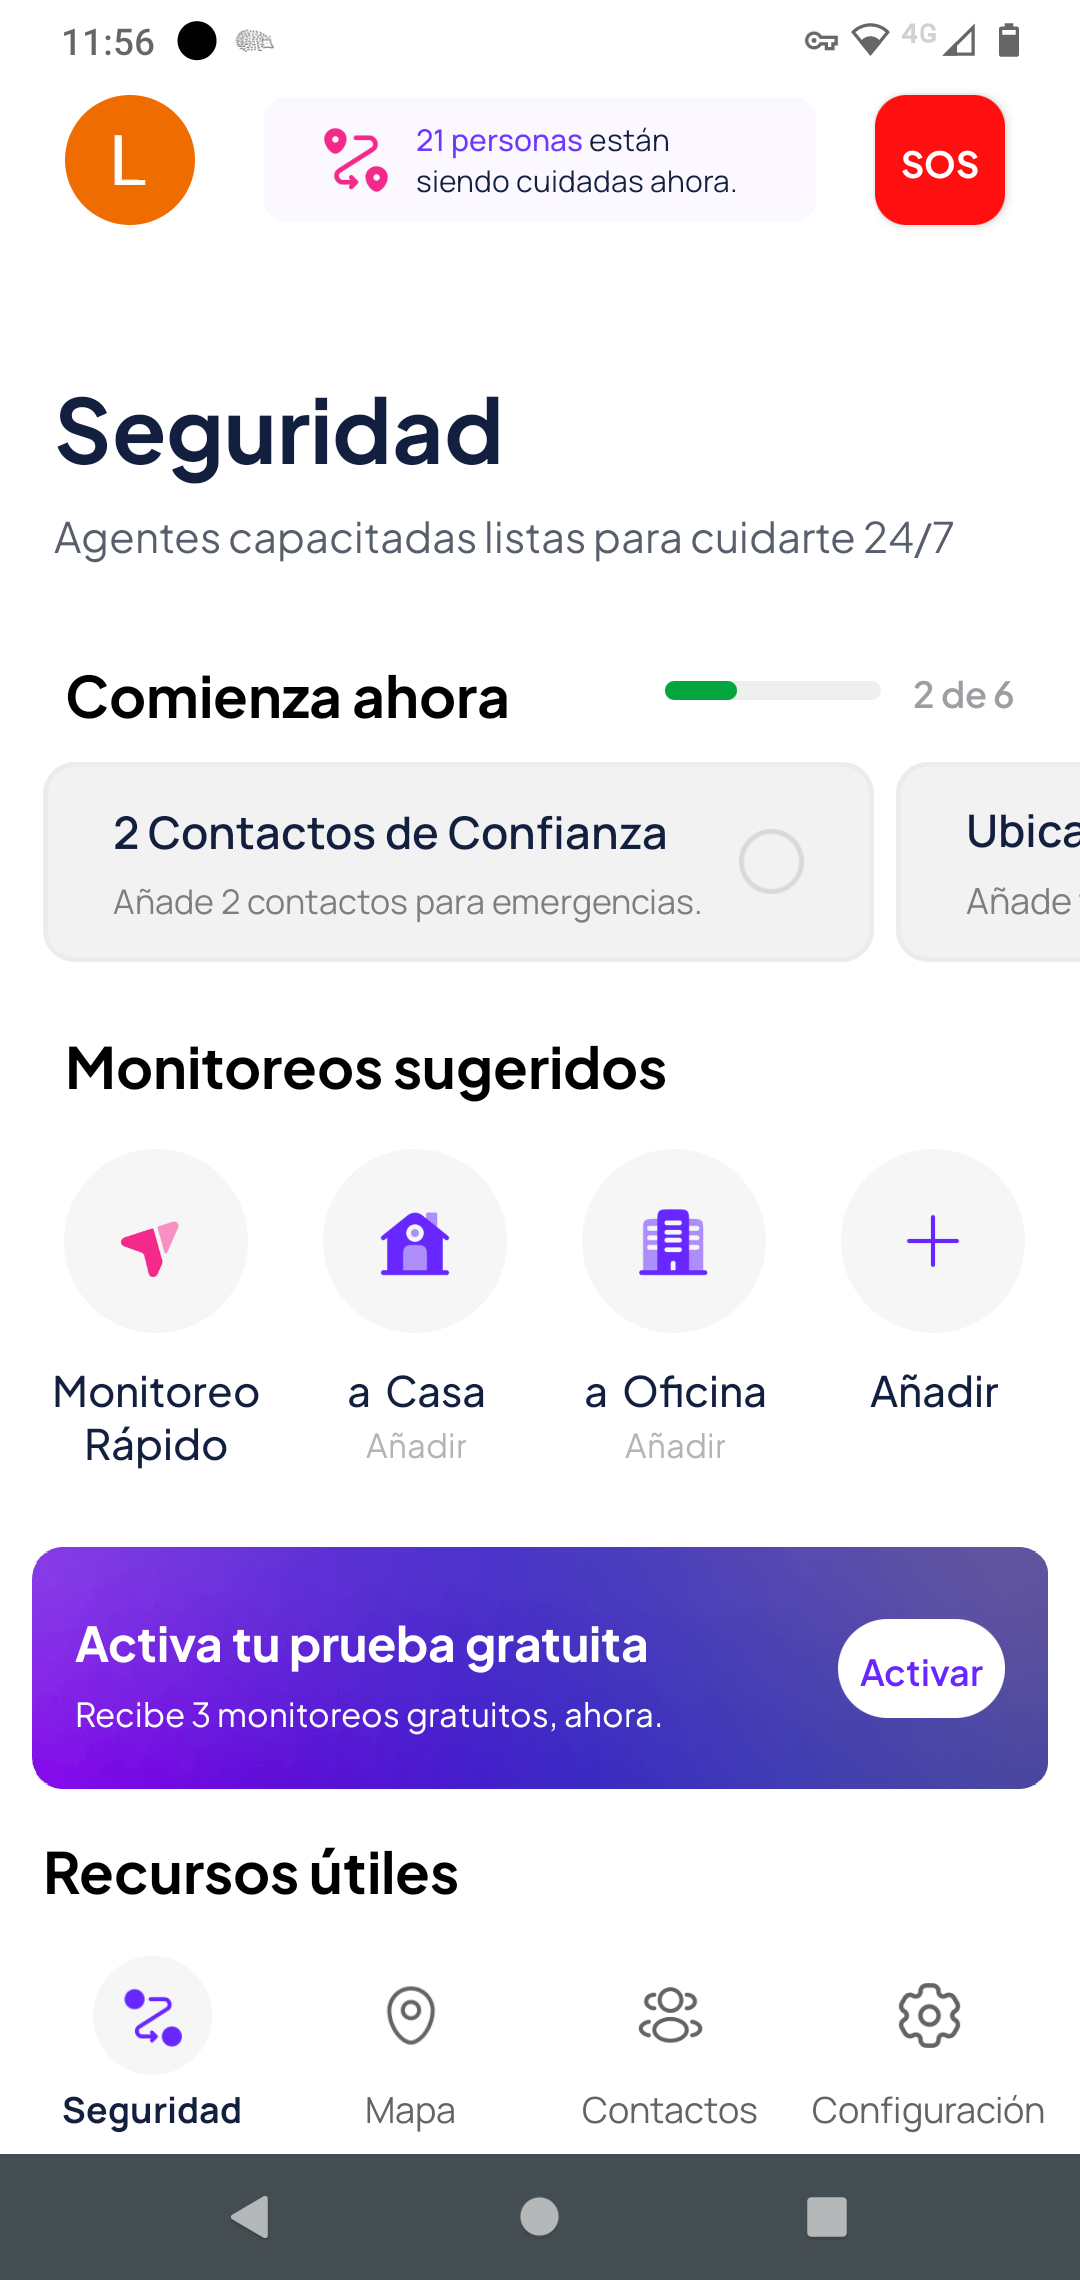 11:56
4G
L
21 personas están
siendo cuidadas ahora.
SOS
Seguridad
Agentes capacitadas listas para cuidarte 24/7
Comienza ahora
2 de 6
2 Contactos de Confianza
Añade 2 contactos para emergencias.
Ubica
Añade
Monitoreos sugeridos
Monitoreo
Rápido
a Casa
Añadir
a Oficina
Añadir
Añadir
Activa tu prueba gratuita
Recibe 3 monitoreos gratuitos, ahora.
Activar
Recursos útiles
Seguridad
Mapa
Contactos
Configuración